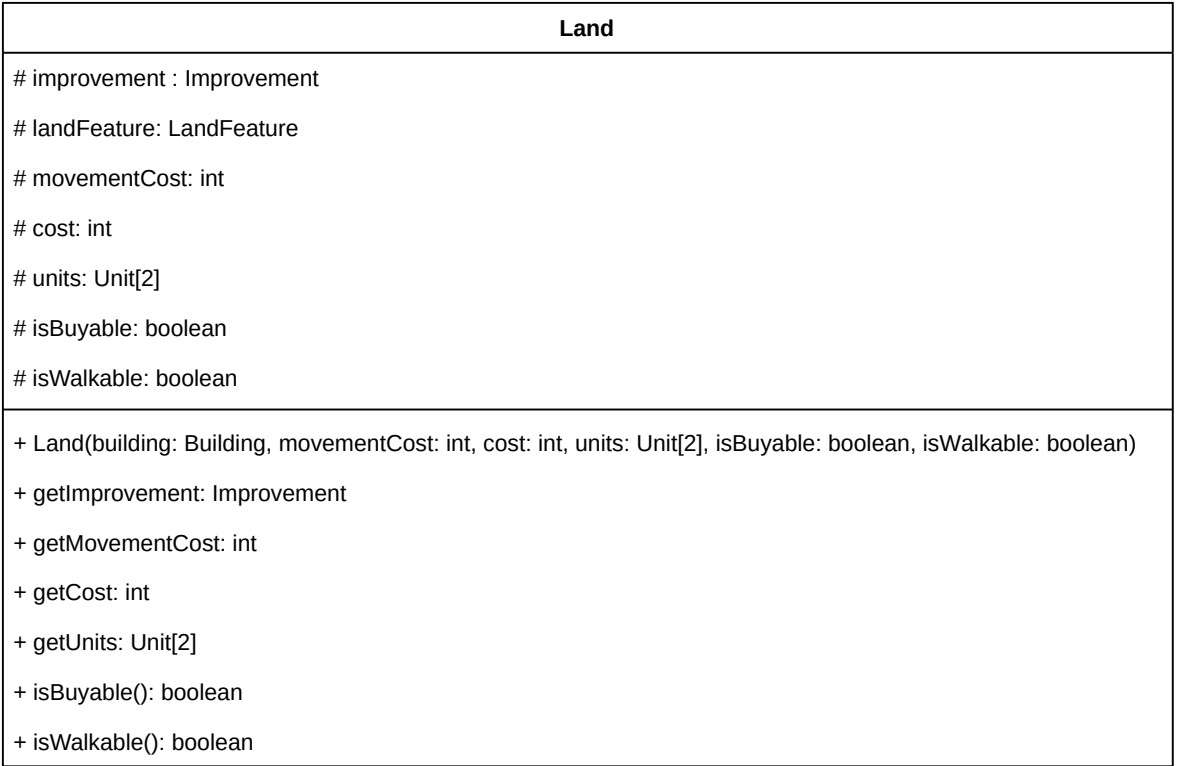 Land
# improvement : Improvement
# landFeature: LandFeature
# movementCost: int
# cost: int
# units: Unit[2]
# isBuyable: boolean
# isWalkable: boolean
+ Land(building: Building, movementCost: int, cost: int, units: Unit[2], isBuyable: boolean, isWalkable: boolean)
+ getImprovement: Improvement
+ getMovementCost: int
+ getCost: int
+ getUnits: Unit[2]
+ isBuyable(): boolean
+ isWalkable(): boolean